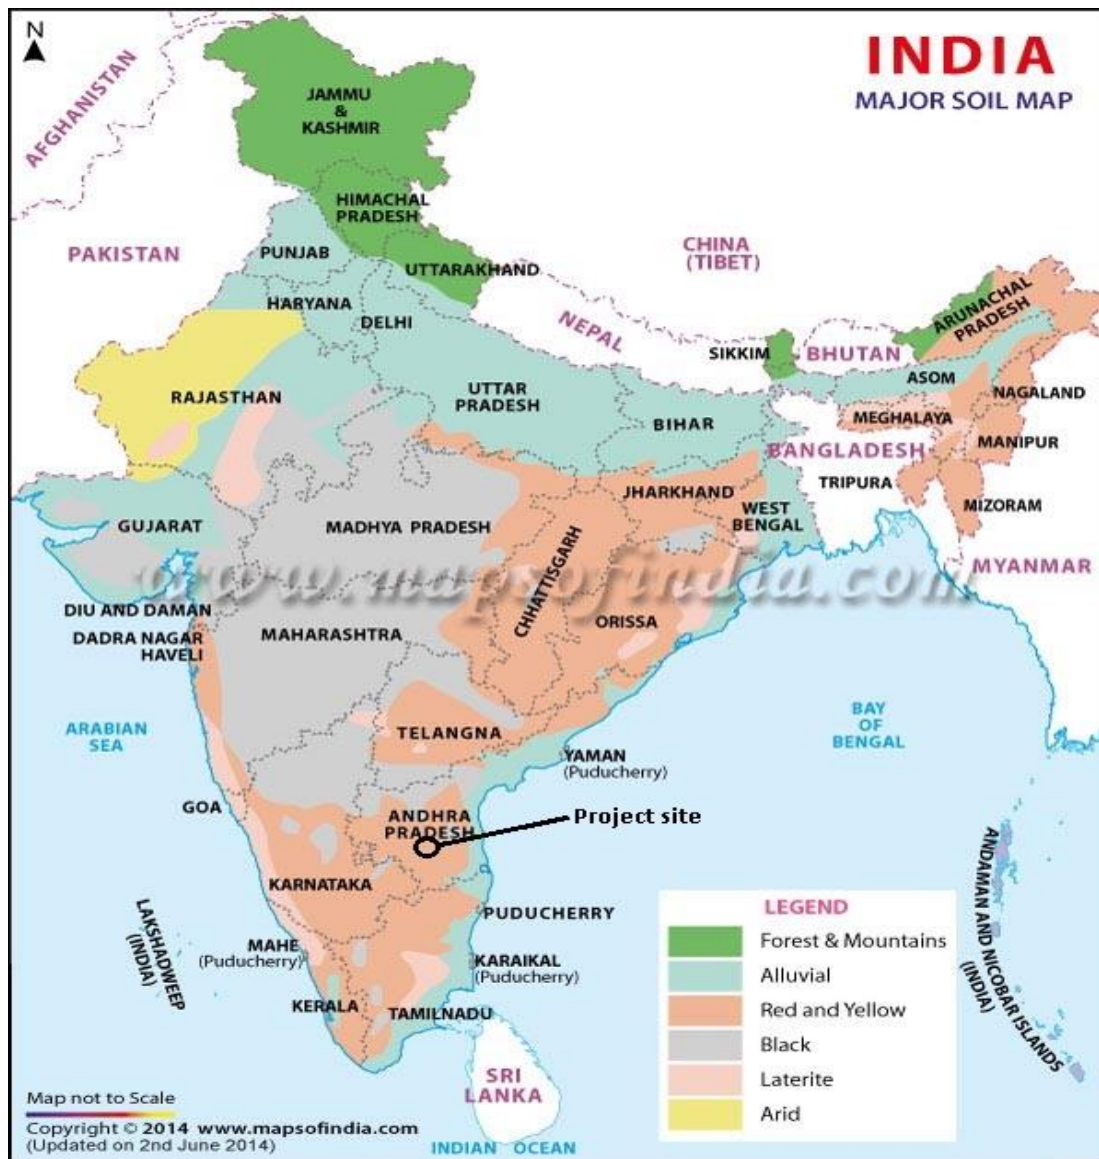 N
INDIA
MAJOR SOIL MAP
AFGHANISTAN
JAMMU
&
KASHMIR
HIMACHAL
PRADESH
PAKISTAN
PUNJAB
UTTARAKHAND
CHINA
(TIBET)
HARYANA
DELHI
NEPAL
SIKKIM
BHUTAN
ARUNACHAL
PRADESH
RAJASTHAN
UTTAR
PRADESH
BIHAR
ASOM
NAGALAND
MEGHALAYA
MANIPUR
BANGLADESH
TRIPURA
MIZORAM
GUJARAT
MADHYA PRADESH
JHARKHAND
WEST
BENGAL
MYANMAR
www.mapsofindia.com
CHHATTISGARH
DIU AND DAMAN
DADRA NAGAR
HAVELI
MAHARASHTRA
ORISSA
ARABIAN
SEA
TELANGNA
BAY
OF
BENGAL
YAMAN
(Puducherry)
GOA
ANDHRA
PRADESH
Project site
KARNATAKA
LAKSHADWEEP
(INDIA)
PUDUCHERRY
MAHE
(Puducherry)
KARAIKAL
(Puducherry)
KERALA
TAMILNADU
SRI
LANKA
ANDAMAN AND NICOBAR ISLANDS
(INDIA)
LEGEND
Forest & Mountains
Alluvial
Red and Yellow
Black
Laterite
Arid
Map not to Scale
Copyright © 2014 www.mapsofindia.com
(Updated on 2nd June 2014)
INDIAN OCEAN